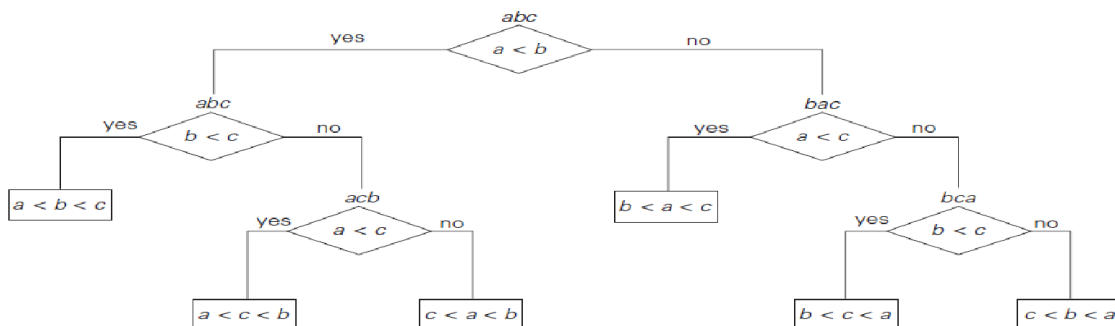 abc
yes
a < b
no
abc
bac
yes
b < c
no
yes
a < c
no
a < b < c
acb
b < a < c
bca
yes
a < c
no
yes
b < c
no
a < c < b
c < a < b
b < c < a
c < b < a